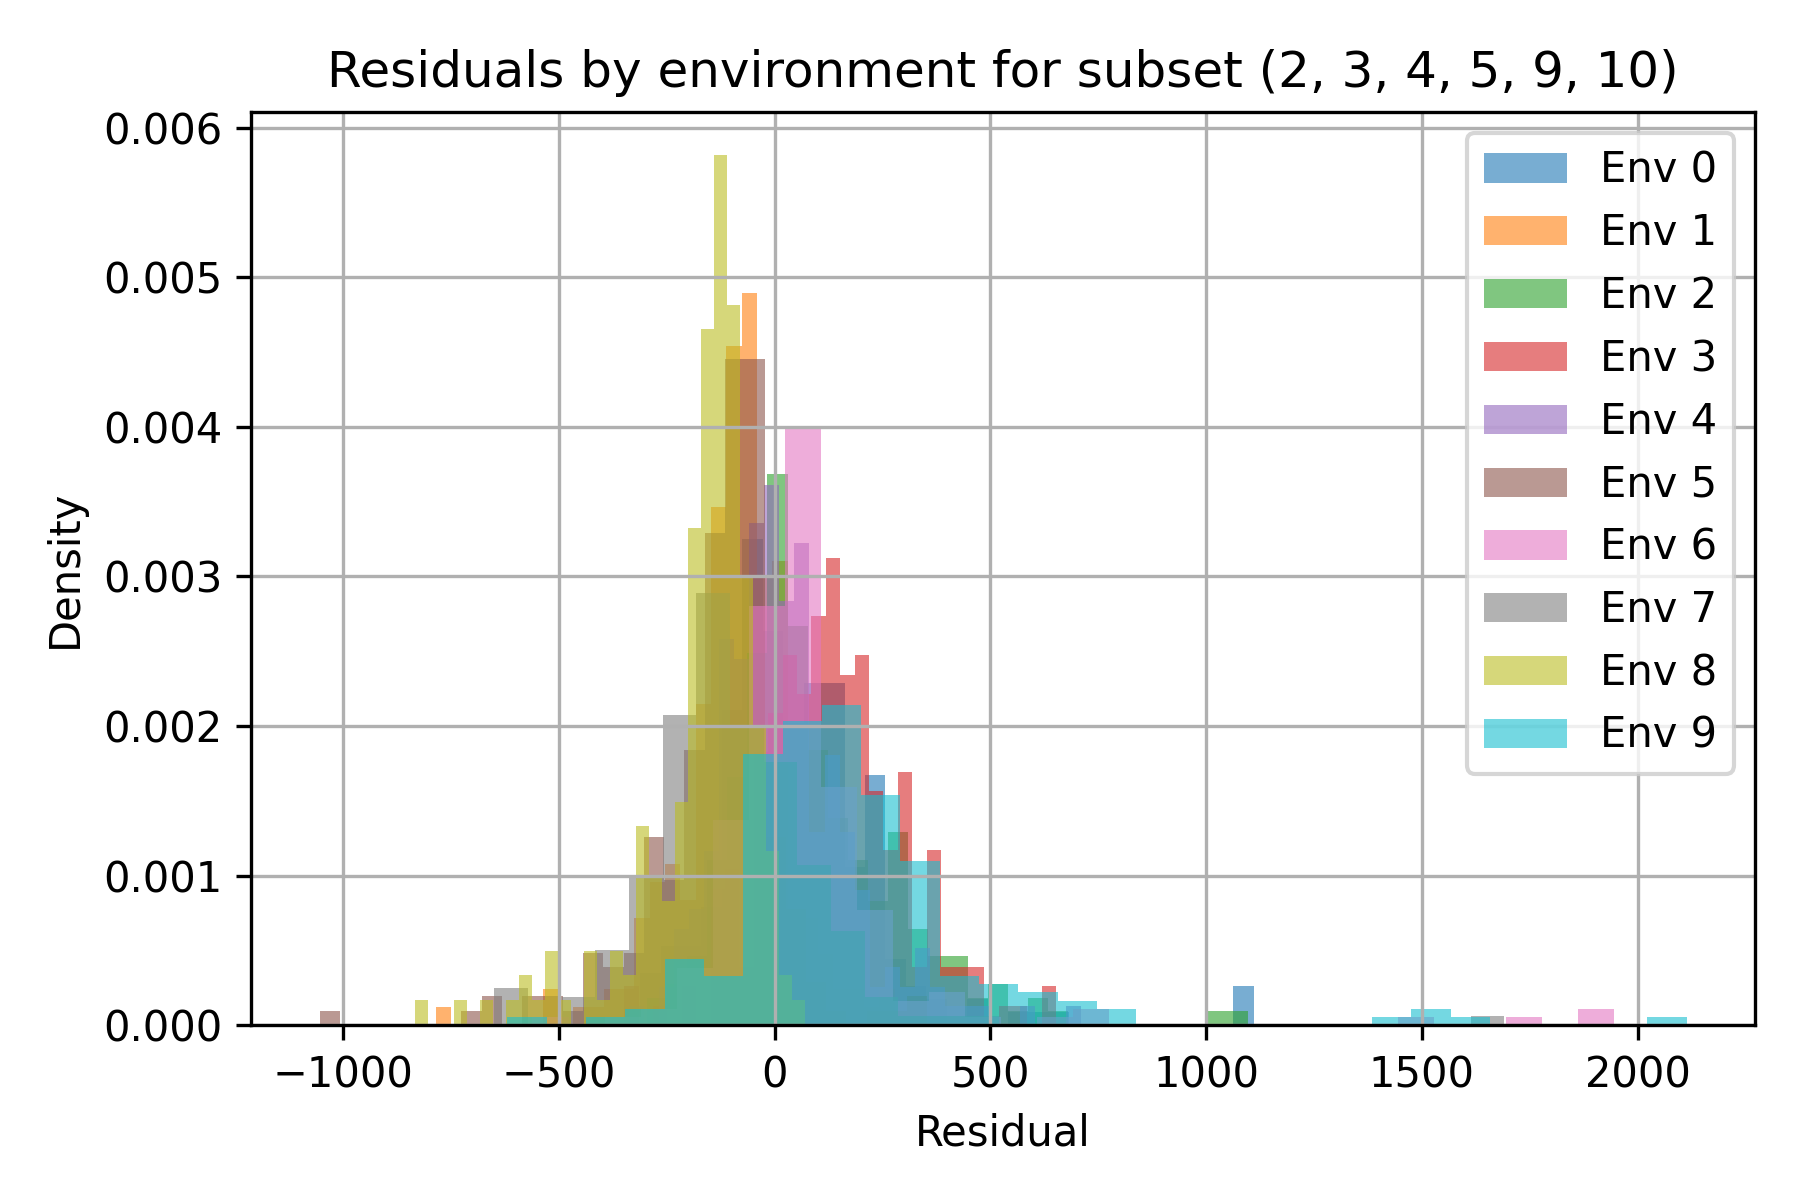 Residuals by environment for subset (2, 3, 4, 5, 9, 10)
0.006
0.005
0.004
0.003
0.002
0.001
0.000
Density
−1000
−500
0
500
1000
1500
2000
Residual
Env 0
Env 1
Env 2
Env 3
Env 4
Env 5
Env 6
Env 7
Env 8
Env 9